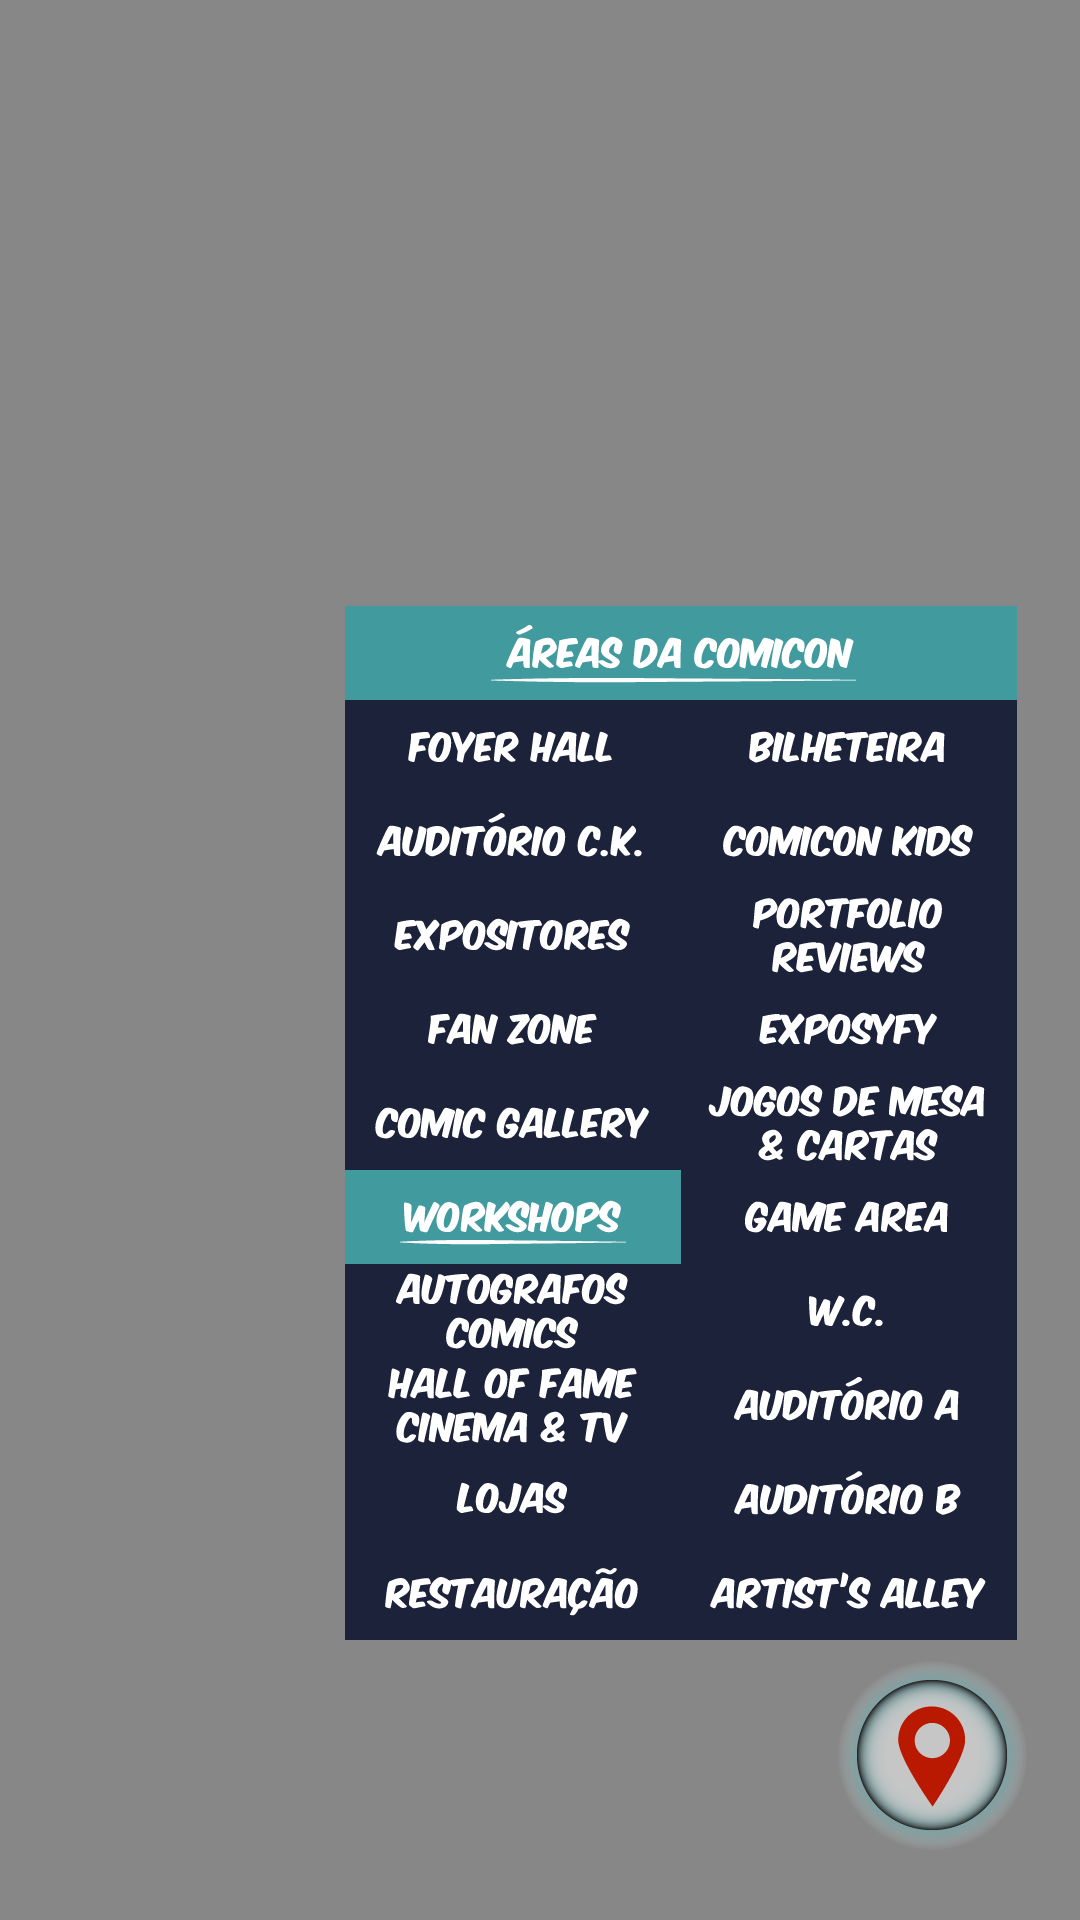 ÁREAS DA COMICON
FOYER HALL
BILHETEIRA
AUDITÓRIO C.K.
COMICON KIDS
EXPOSITORES
PORTFOLIO
REVIEWS
FAN ZONE
EXPOSYFY
COMIC GALLERY
JOGOS DE MESA
& CARTAS
WORKSHOPS
GAME AREA
AUTOGRAFOS
COMICS
W.C.
HALL OF FAME
CINEMA & TV
AUDITÓRIO A
LOJAS
AUDITÓRIO B
RESTAURAÇÃO
ARTIST'S ALLEY